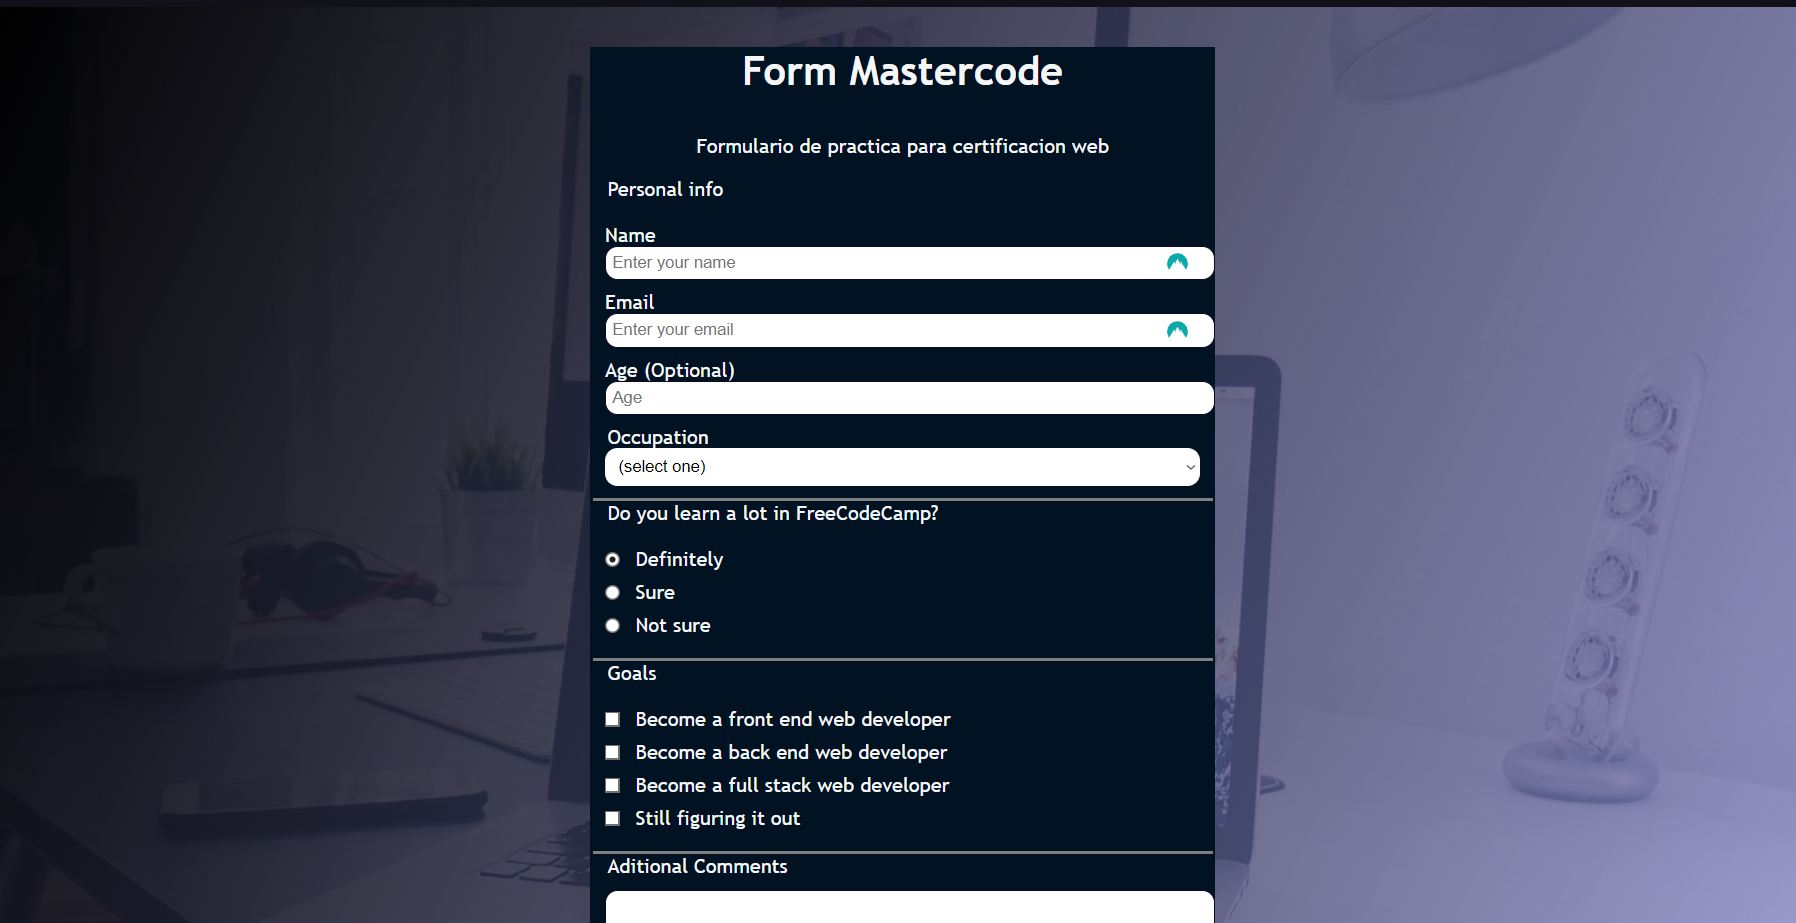 Form Mastercode
Formulario de practica para certificacion web
Personal info
Name
Enter your name
Email
Enter your email
Age (Optional)
Age
Occupation
(select one)
Do you learn a lot in FreeCodeCamp?
Definitely
Sure
Not sure
Goals
Become a front end web developer
Become a back end web developer
Become a full stack web developer
Still figuring it out
Aditional Comments